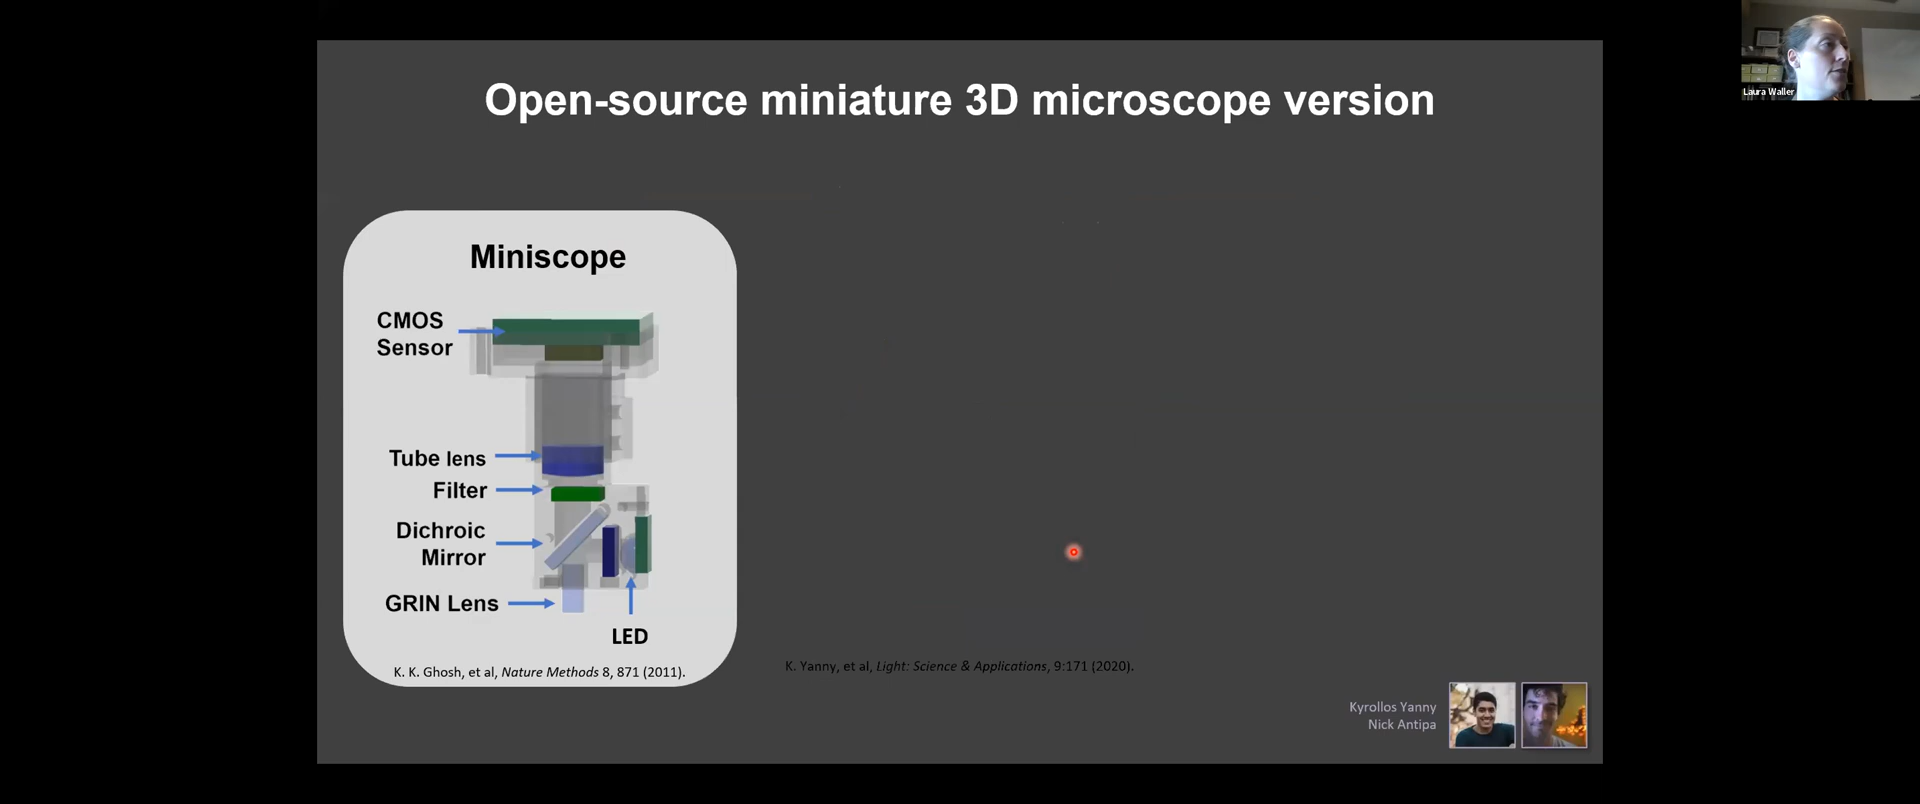 Open-source miniature 3D microscope version
Laura Waller
Miniscope
CMOS
Sensor
Tube lens
Filter
Dichroic
Mirror
GRIN Lens
LED
K. K. Ghosh, et al, Nature Methods 8, 871 (2011).
K. Yanny, et al, Light: Science & Applications, 9:171 (2020).
Kyrollos Yanny
Nick Antipa